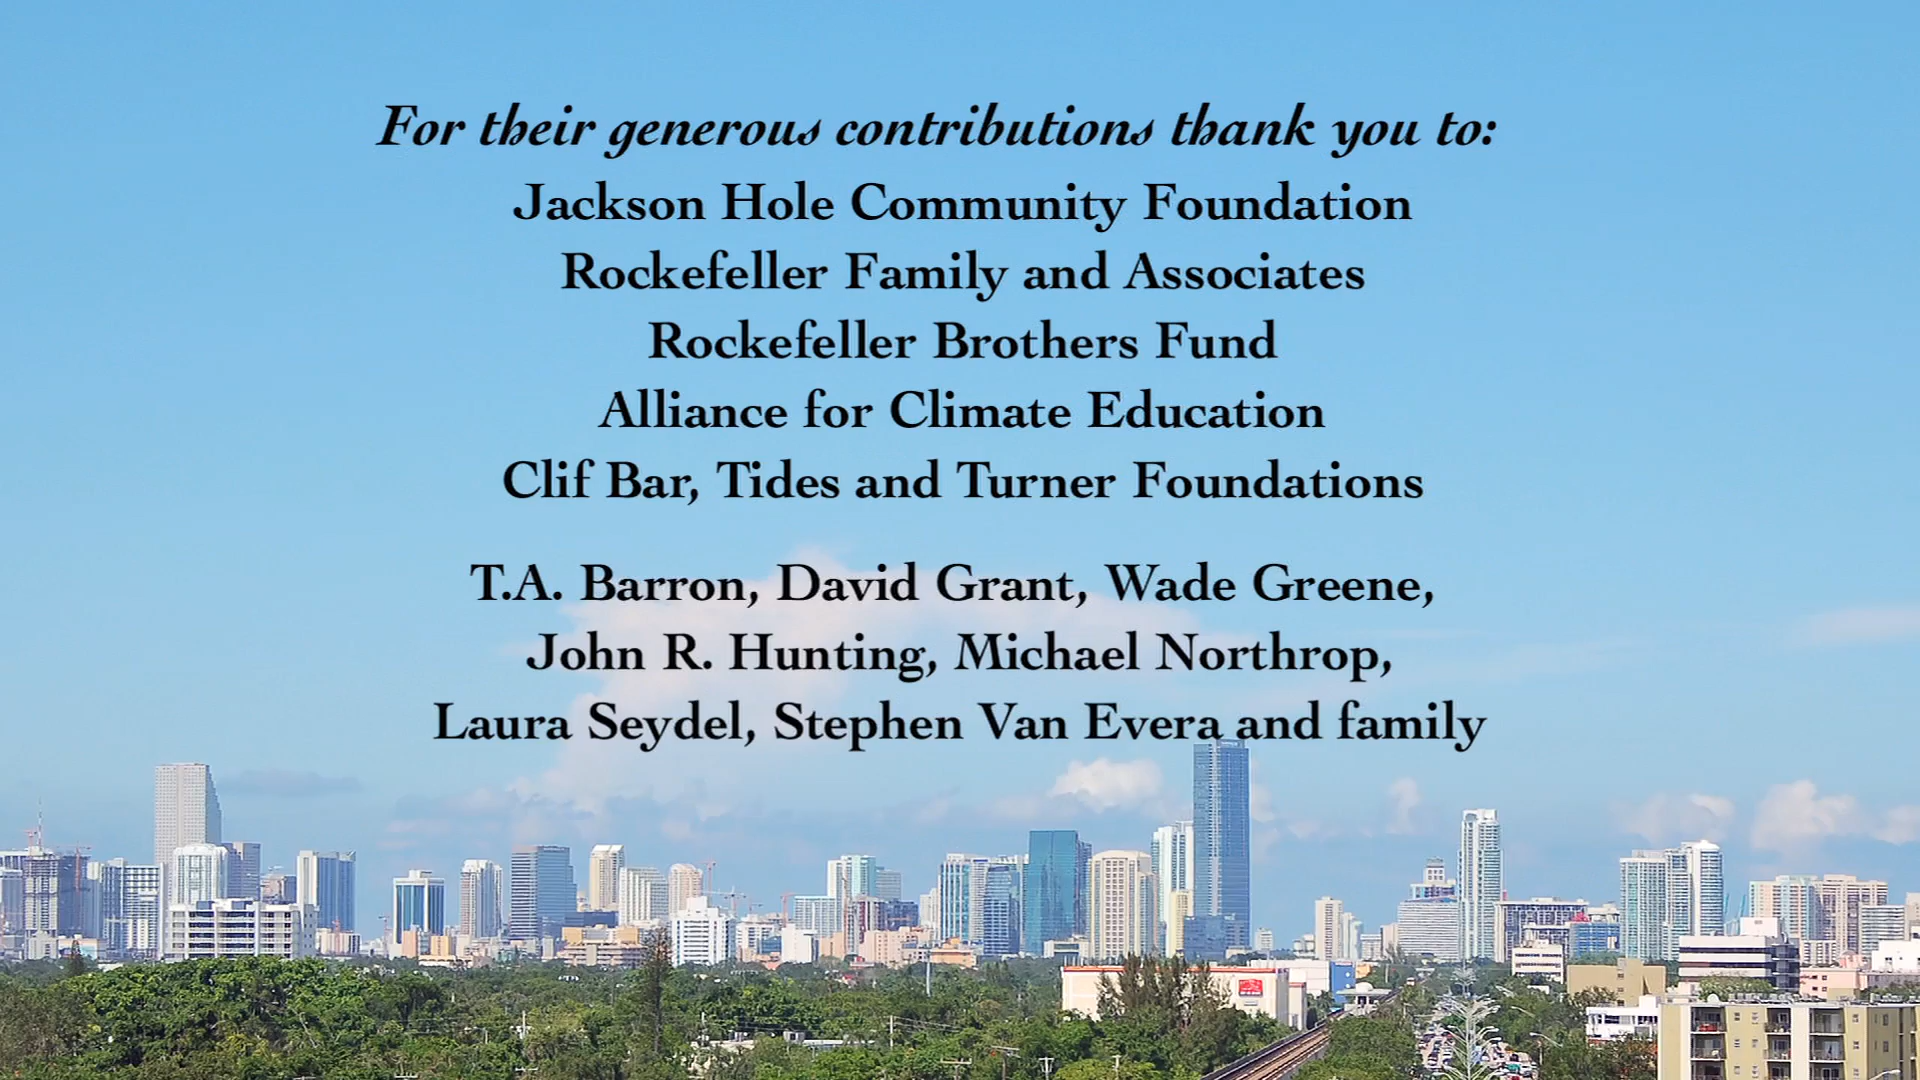 For their generous contributions thank you to:
Jackson Hole Community Foundation
Rockefeller Family and Associates
Rockefeller Brothers Fund
Alliance for Climate Education
Clif Bar, Tides and Turner Foundations
T.A. Barron, David Grant, Wade Greene,
John R. Hunting, Michael Northrop,
Laura Seydel, Stephen Van Evera and family